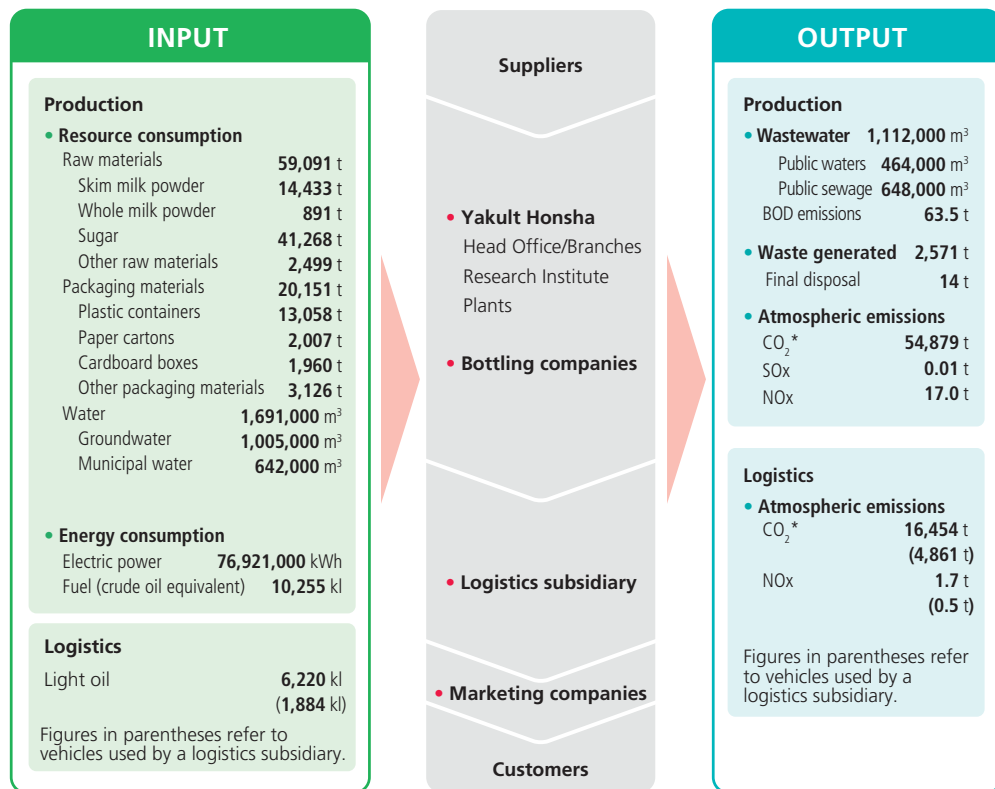 INPUT
Production
• Resource consumption
Raw materials 59,091 t
Skim milk powder 14,433 t
Whole milk powder 891 t
Sugar 41,268 t
Other raw materials 2,499 t
Packaging materials 20,151 t
Plastic containers 13,058 t
Paper cartons 2,007 t
Cardboard boxes 1,960 t
Other packaging materials 3,126 t
Water 1,691,000 m³
Groundwater 1,005,000 m³
Municipal water 642,000 m³
• Energy consumption
Electric power 76,921,000 kWh
Fuel (crude oil equivalent) 10,255 kl
Logistics
Light oil 6,220 kl
(1,884 kl)
Figures in parentheses refer to
vehicles used by a logistics subsidiary.
Suppliers
• Yakult Honsha
Head Office/Branches
Research Institute
Plants
• Bottling companies
• Logistics subsidiary
• Marketing companies
Customers
OUTPUT
Production
• Wastewater 1,112,000 m³
Public waters 464,000 m³
Public sewage 648,000 m³
BOD emissions 63.5 t
• Waste generated 2,571 t
Final disposal 14 t
• Atmospheric emissions
CO₂* 54,879 t
SOx 0.01 t
NOx 17.0 t
Logistics
• Atmospheric emissions
CO₂* 16,454 t
(4,861 t)
NOx 1.7 t
(0.5 t)
Figures in parentheses refer
to vehicles used by a
logistics subsidiary.